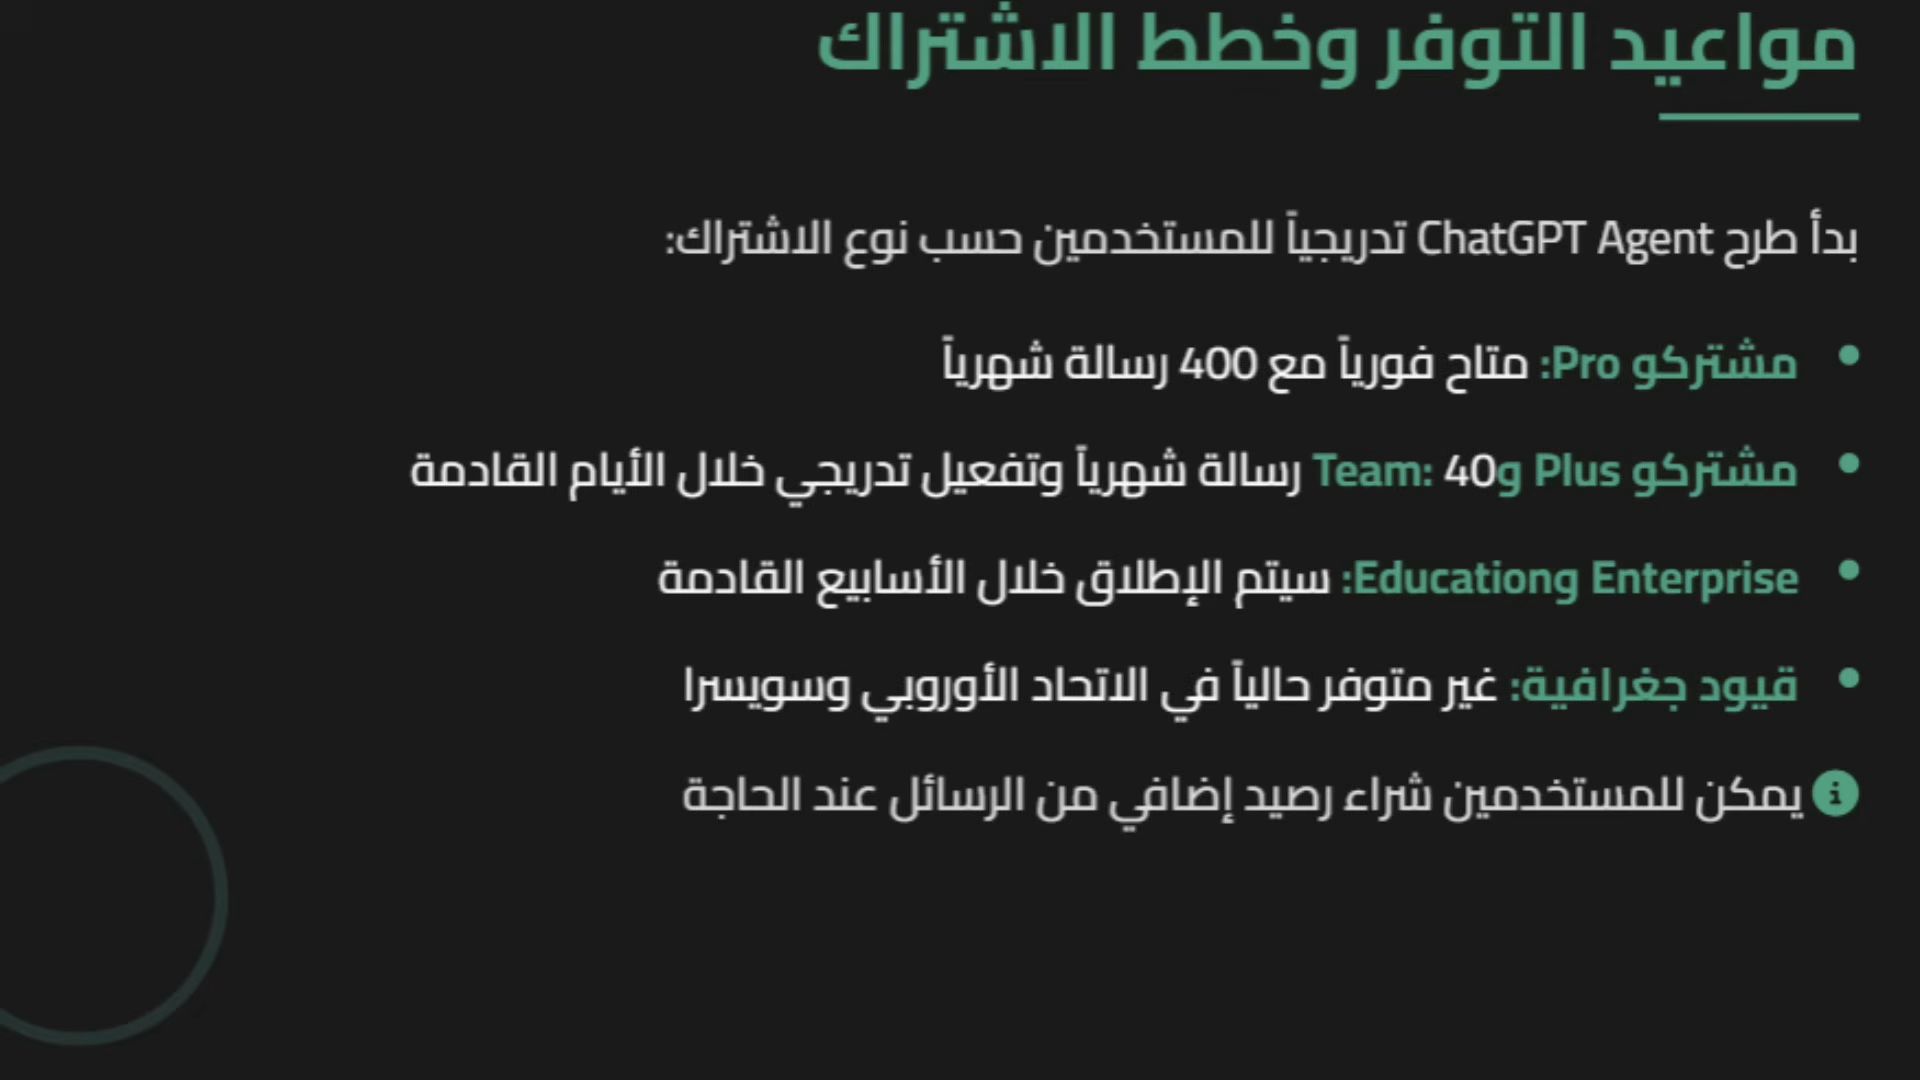 مواعيد التوفر وخطط الاشتراك
بدأ طرح ChatGPT Agent تدريجياً للمستخدمين حسب نوع الاشتراك:
مشتركو Pro: متاح فورياً مع 400 رسالة شهرياً
مشتركو Plus وTeam: 40 رسالة شهرياً وتفعيل تدريجي خلال الأيام القادمة
Enterprise وEducation: سيتم الإطلاق خلال الأسابيع القادمة
قيود جغرافية: غير متوفر حالياً في الاتحاد الأوروبي وسويسرا
يمكن للمستخدمين شراء رصيد إضافي من الرسائل عند الحاجة